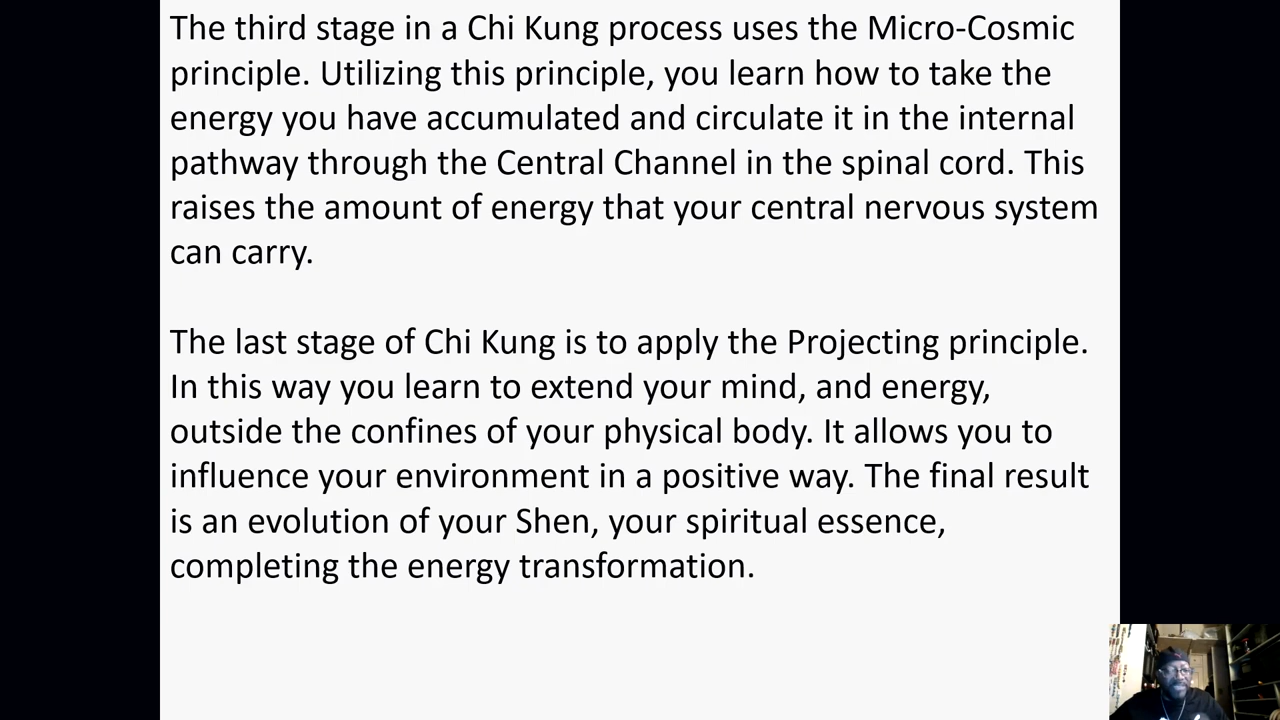 The third stage in a Chi Kung process uses the Micro-Cosmic
principle. Utilizing this principle, you learn how to take the
energy you have accumulated and circulate it in the internal
pathway through the Central Channel in the spinal cord. This
raises the amount of energy that your central nervous system
can carry.
The last stage of Chi Kung is to apply the Projecting principle.
In this way you learn to extend your mind, and energy,
outside the confines of your physical body. It allows you to
influence your environment in a positive way. The final result
is an evolution of your Shen, your spiritual essence,
completing the energy transformation.